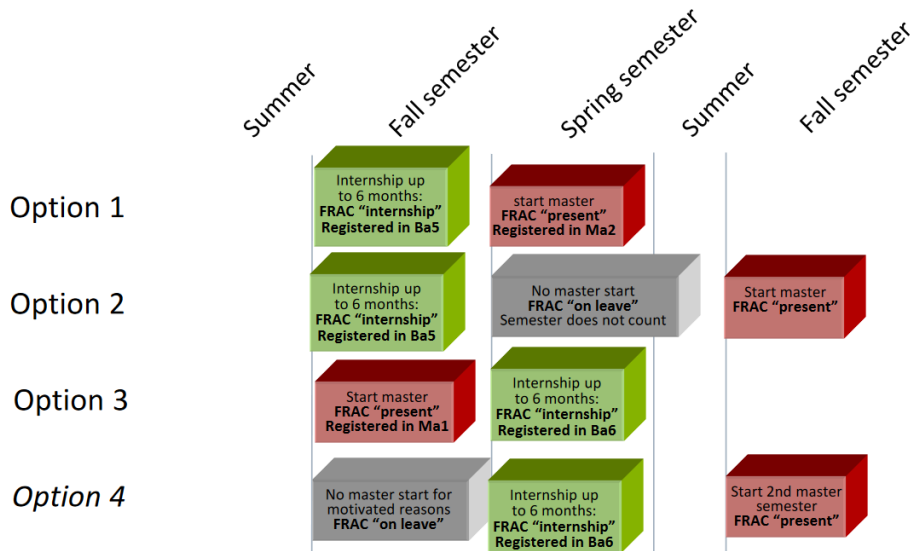 Summer
Fall semester
Spring semester
Summer
Fall semester
Option 1
Internship up
to 6 months:
FRAC “internship”
Registered in Ba5
start master
FRAC “present”
Registered in Ma2
Option 2
Internship up
to 6 months:
FRAC “internship”
Registered in Ba5
No master start
FRAC “on leave”
Semester does not count
Start master
FRAC “present”
Option 3
Start master
FRAC “present”
Registered in Ma1
Internship up
to 6 months:
FRAC “internship”
Registered in Ba6
Option 4
No master start for
motivated reasons
FRAC “on leave”
Internship up
to 6 months:
FRAC “internship”
Registered in Ba6
Start 2nd master
semester
FRAC “present”